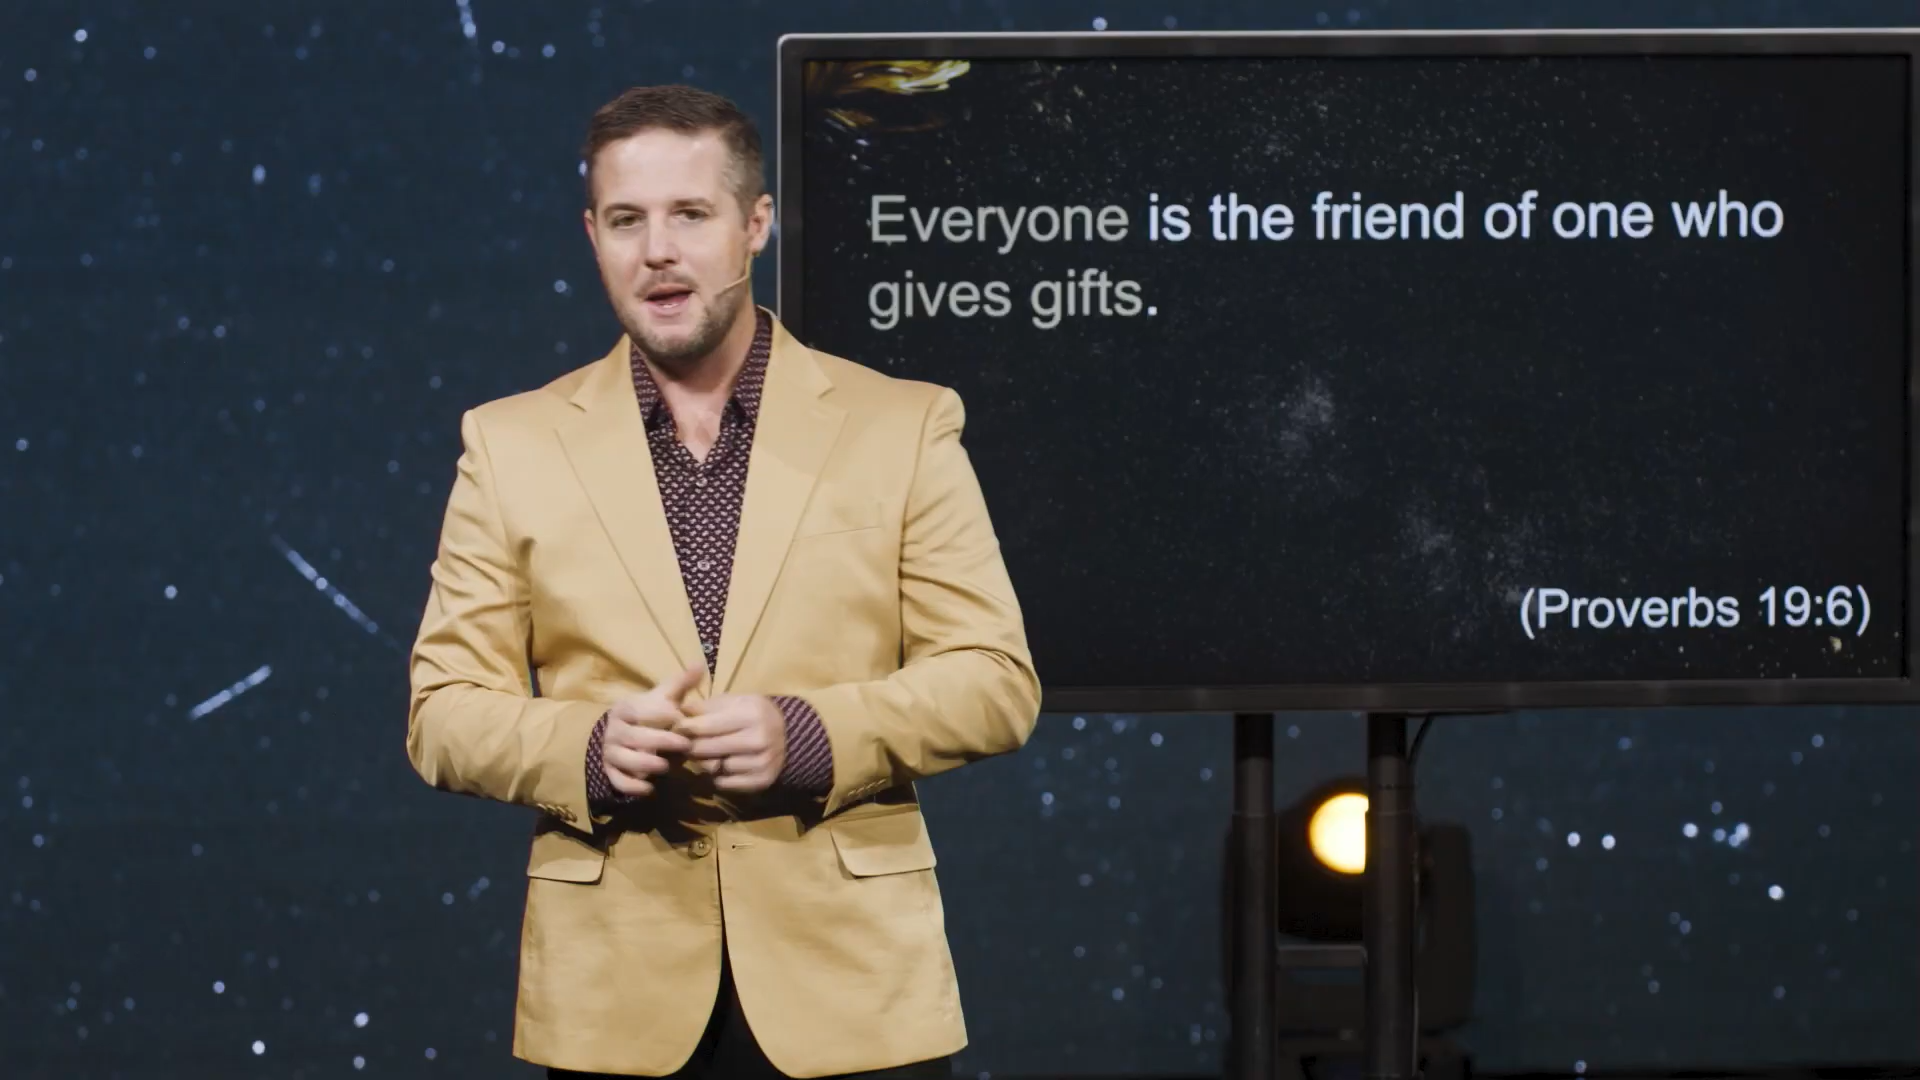 Everyone is the friend of one who
gives gifts.
(Proverbs 19:6)